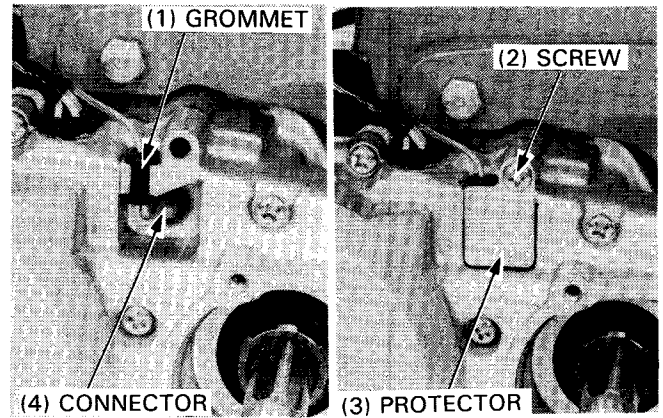 (1) GROMMET
(2) SCREW
(4) CONNECTOR
(3) PROTECTOR